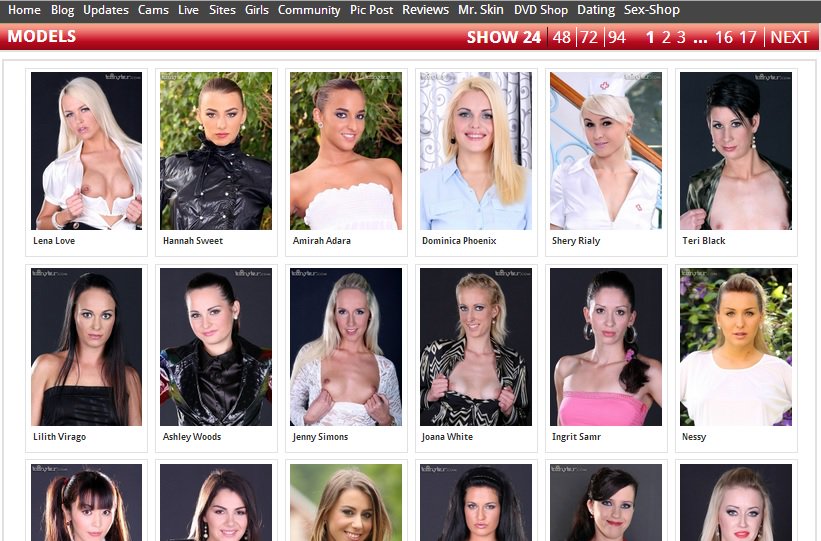 Home Blog Updates Cams Live Sites Girls Community Pic Post Reviews Mr. Skin DVD Shop Dating Sex-Shop
MODELS SHOW 24 | 48 | 72 | 94 1 2 3 ... 16 17 | NEXT
Lena Love Hannah Sweet Amirah Adara Dominica Phoenix Shery Rialy Teri Black
Lilith Virago Ashley Woods Jenny Simons Joana White Ingrit Samr Nessy